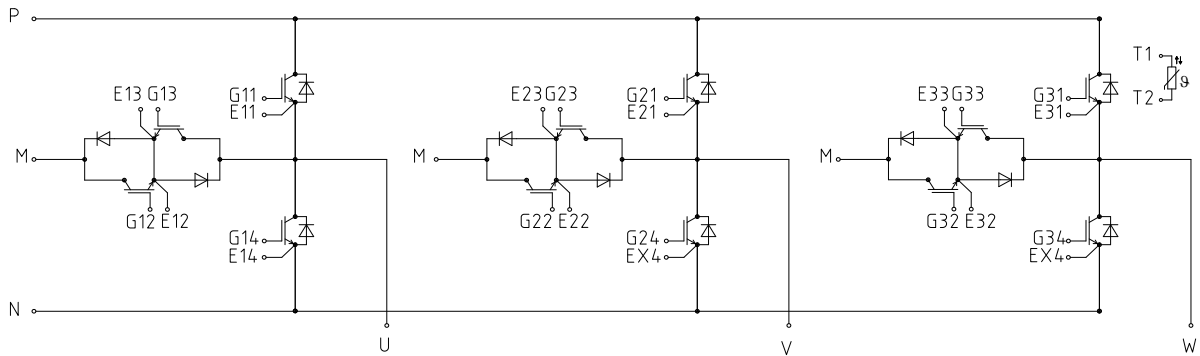 P
T1
T2 ϑ
E13 G13
G11
E11
E23 G23
G21
E21
E33 G33
G31
E31
M
M
M
G12 E12
G14
E14
G22 E22
G24
EX4
G32 E32
G34
EX4
N
U
V
W